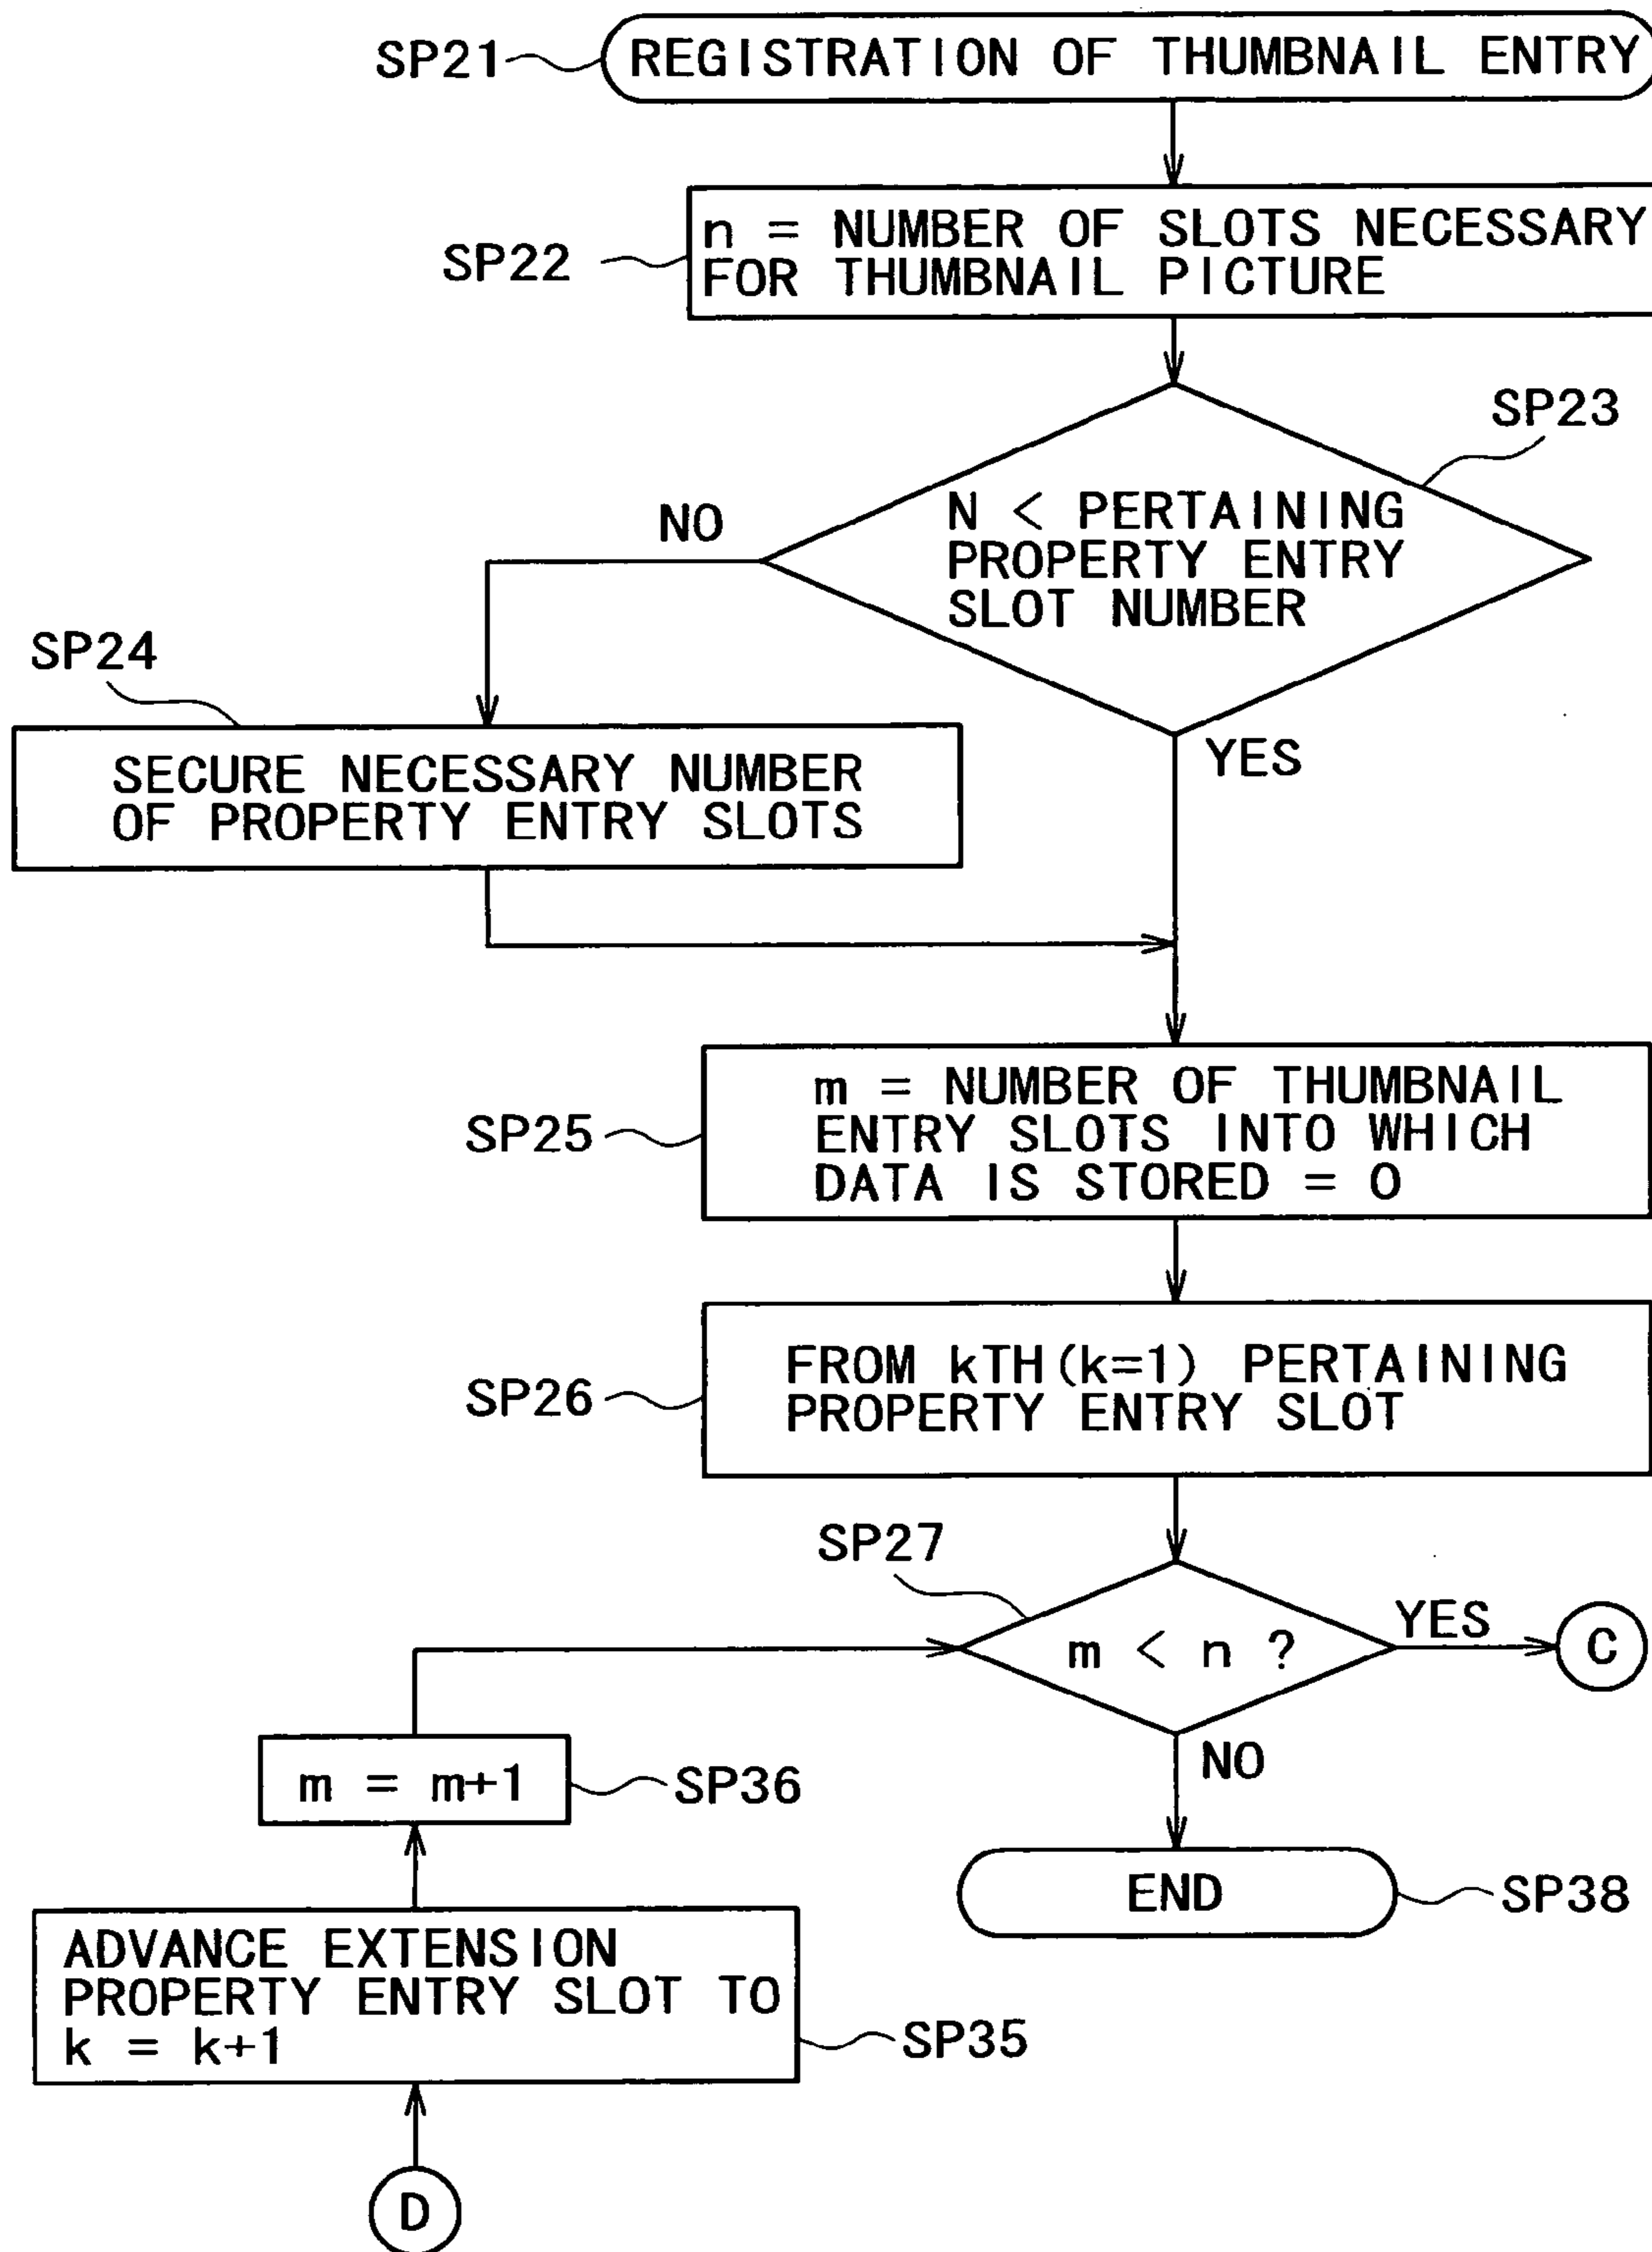 SP21
REGISTRATION OF THUMBNAIL ENTRY
SP22
n = NUMBER OF SLOTS NECESSARY
FOR THUMBNAIL PICTURE
SP23
N < PERTAINING
PROPERTY ENTRY
SLOT NUMBER
NO
YES
SP24
SECURE NECESSARY NUMBER
OF PROPERTY ENTRY SLOTS
SP25
m = NUMBER OF THUMBNAIL
ENTRY SLOTS INTO WHICH
DATA IS STORED = 0
SP26
FROM kTH(k=1) PERTAINING
PROPERTY ENTRY SLOT
SP27
m < n ?
YES
C
NO
m = m+1
SP36
END
SP38
ADVANCE EXTENSION
PROPERTY ENTRY SLOT TO
k = k+1
SP35
D